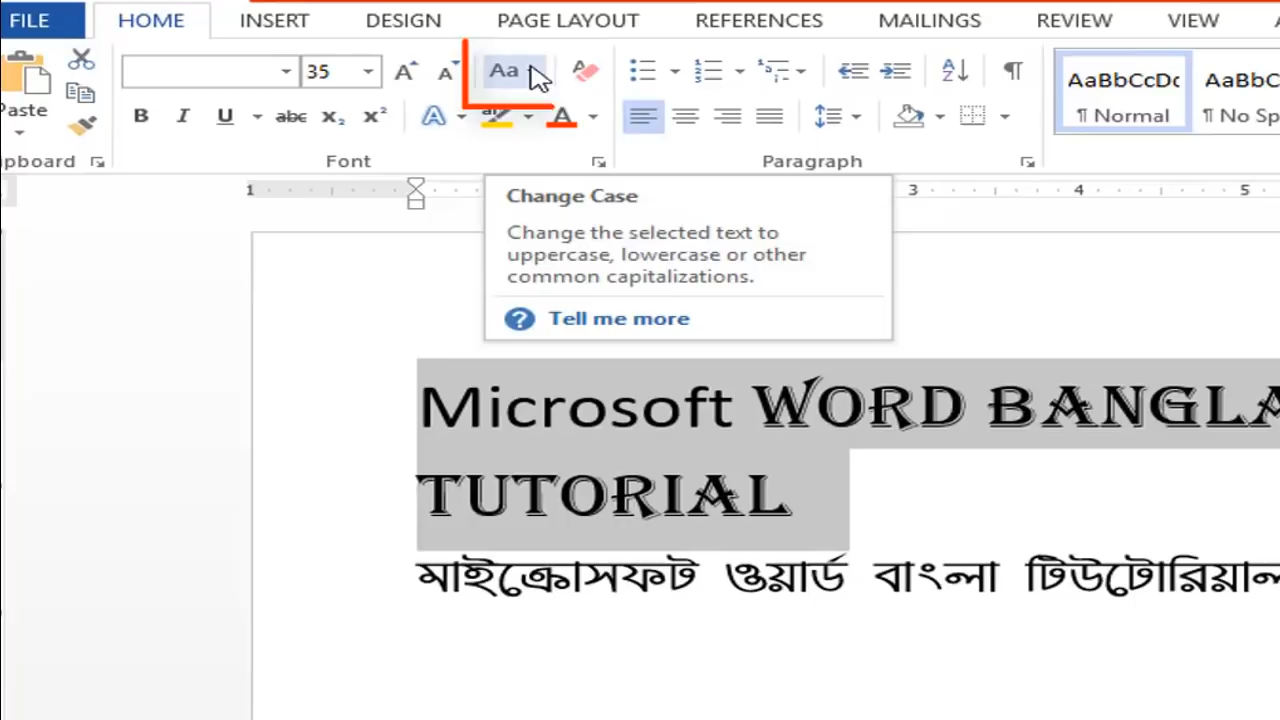 FILE HOME INSERT DESIGN PAGE LAYOUT REFERENCES MAILINGS REVIEW VIEW
35 Aa
Paste B I U abc x₂ x² A ab A
AaBbCcDc AaBbC
¶ Normal ¶ No Sp
pboard Font Paragraph
1 3 4 5
Change Case
Change the selected text to
uppercase, lowercase or other
common capitalizations.
Tell me more
Microsoft WORD BANGLA
TUTORIAL
মাইক্রোসফট ওয়ার্ড বাংলা টিউটোরিয়াল